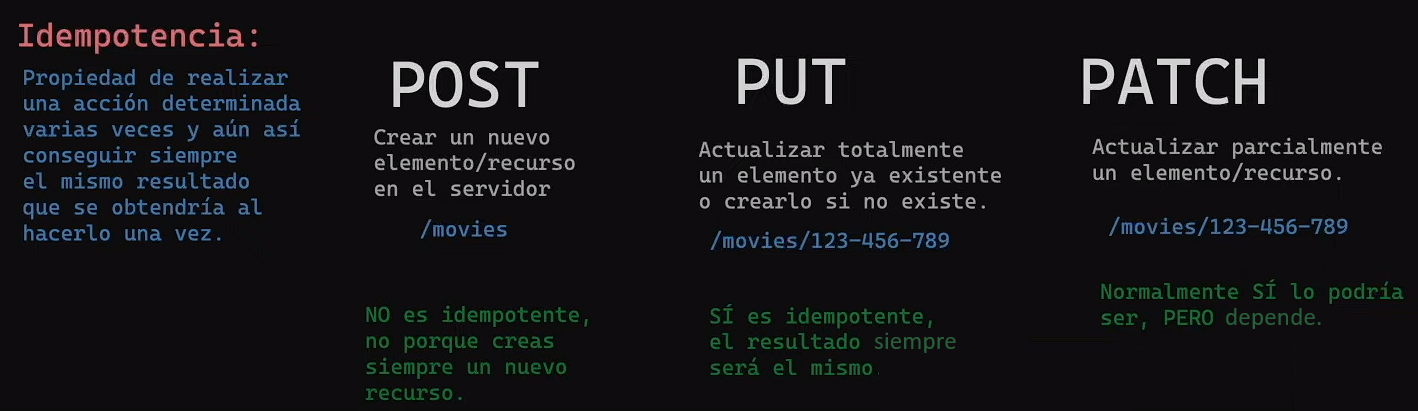 Idempotencia:
Propiedad de realizar
una acción determinada
varias veces y aún así
conseguir siempre
el mismo resultado
que se obtendría al
hacerlo una vez.
POST
Crear un nuevo
elemento/recurso
en el servidor
/movies
NO es idempotente,
no porque creas
siempre un nuevo
recurso.
PUT
Actualizar totalmente
un elemento ya existente
o crearlo si no existe.
/movies/123-456-789
SÍ es idempotente,
el resultado siempre
será el mismo
PATCH
Actualizar parcialmente
un elemento/recurso.
/movies/123-456-789
Normalmente SÍ lo podría
ser, PERO depende.